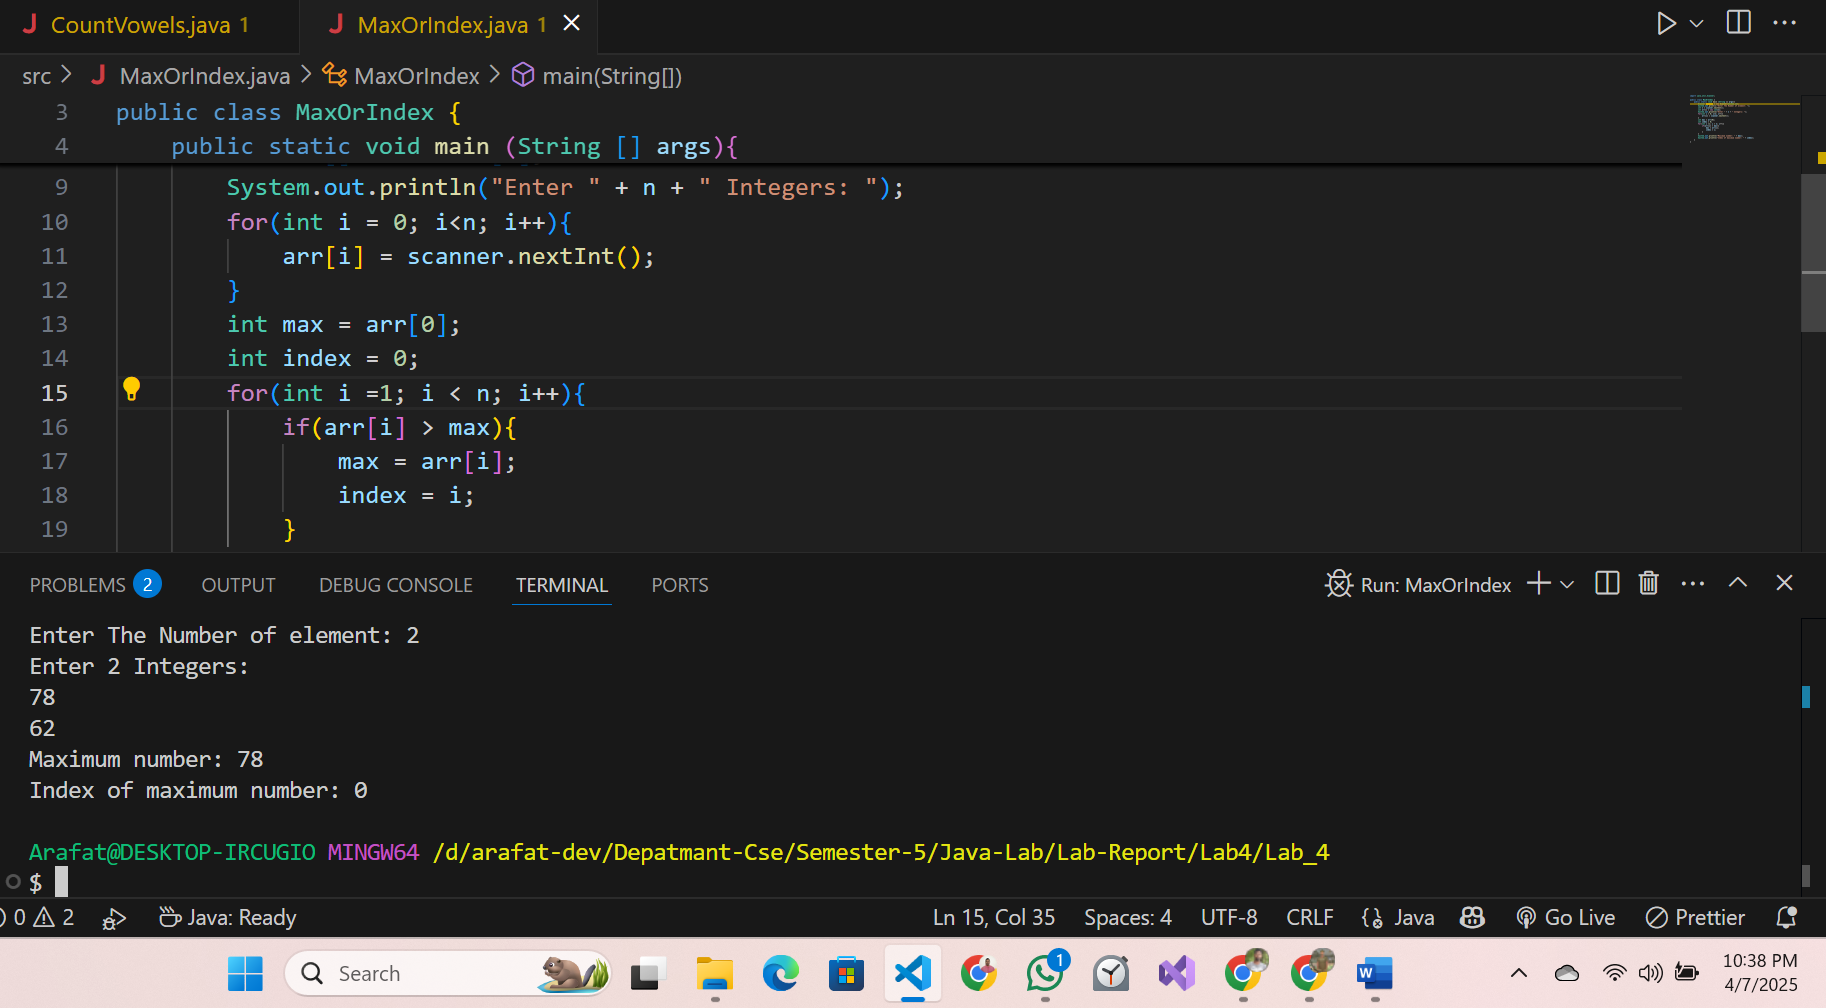 CountVowels.java 1
MaxOrIndex.java 1
src > MaxOrIndex.java > MaxOrIndex > main(String[])
3 public class MaxOrIndex {
4 public static void main (String [] args){
9 System.out.println("Enter " + n + " Integers: ");
10 for(int i = 0; i<n; i++){
11 arr[i] = scanner.nextInt();
12 }
13 int max = arr[0];
14 int index = 0;
15 for(int i =1; i < n; i++){
16 if(arr[i] > max){
17 max = arr[i];
18 index = i;
19 }
PROBLEMS 2 OUTPUT DEBUG CONSOLE TERMINAL PORTS
Run: MaxOrIndex
Enter The Number of element: 2
Enter 2 Integers:
78
62
Maximum number: 78
Index of maximum number: 0
Arafat@DESKTOP-IRCUGIO MINGW64 /d/arafat-dev/Depatmant-Cse/Semester-5/Java-Lab/Lab-Report/Lab4/Lab_4
$
0 2 Java: Ready Ln 15, Col 35 Spaces: 4 UTF-8 CRLF Java Go Live Prettier
Search
1
10:38 PM
4/7/2025